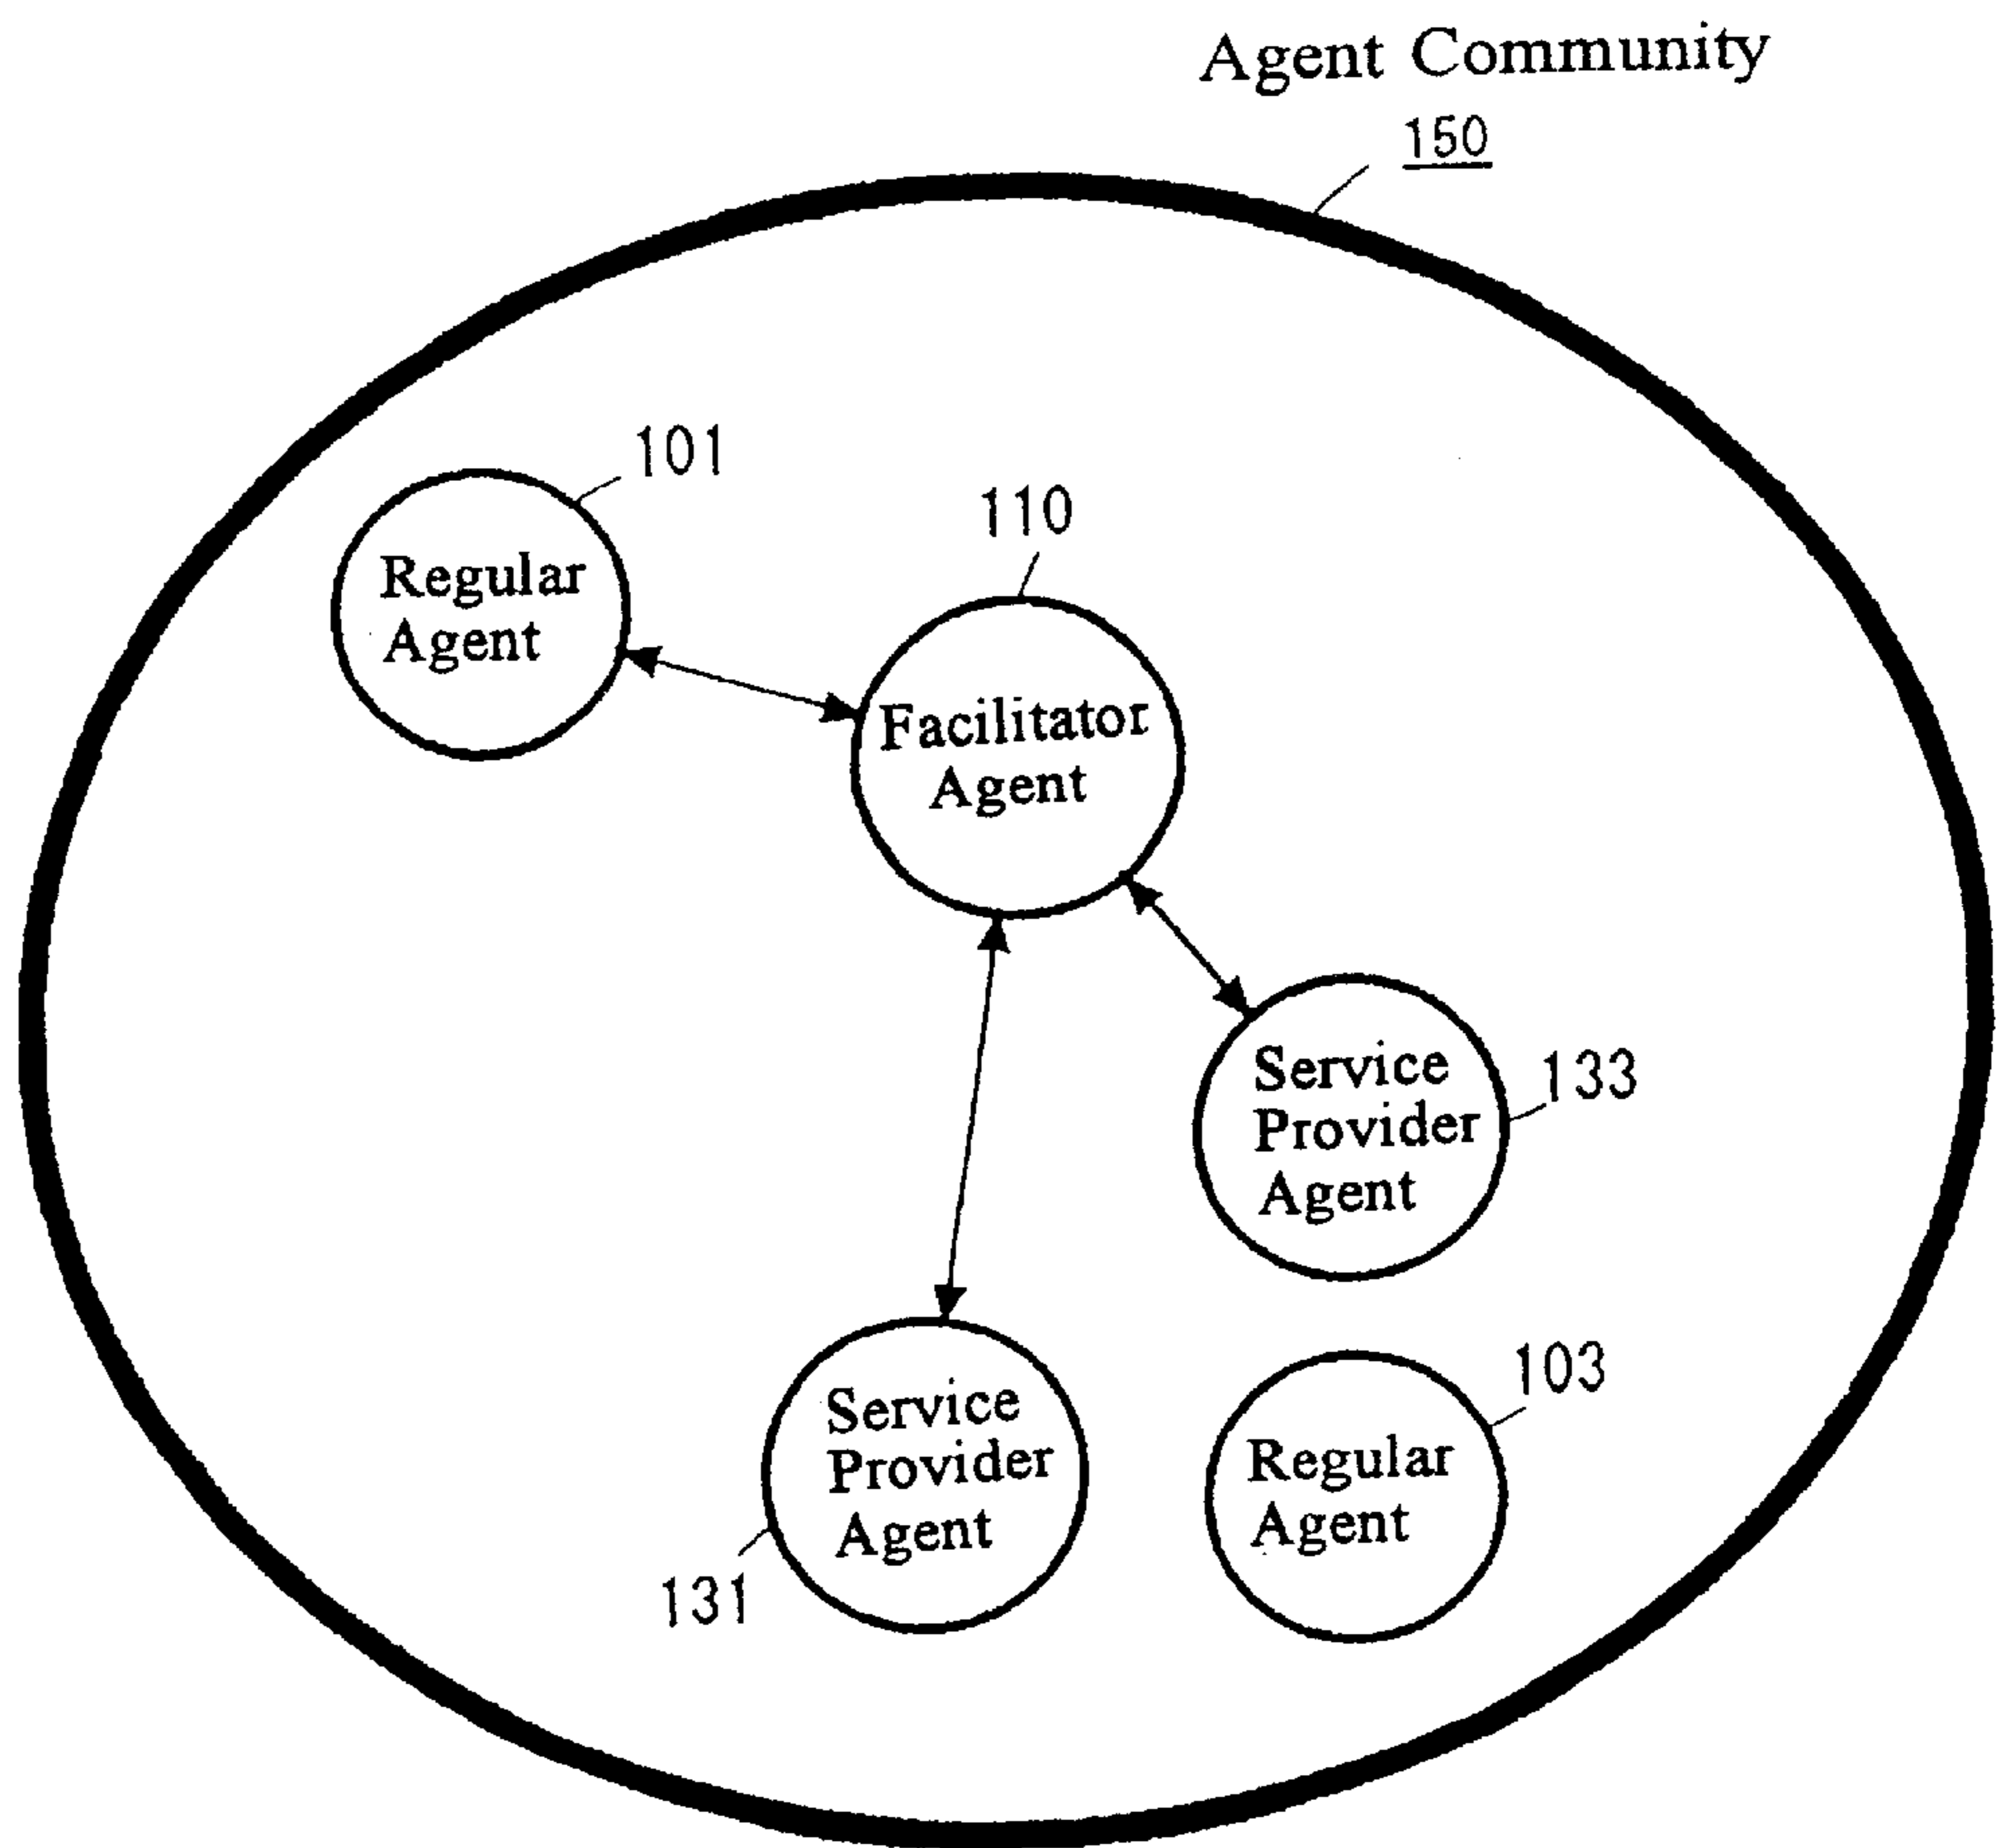 Agent Community
150
101
Regular
Agent
110
Facilitator
Agent
Service
Provider
Agent
133
Service
Provider
Agent
131
103
Regular
Agent